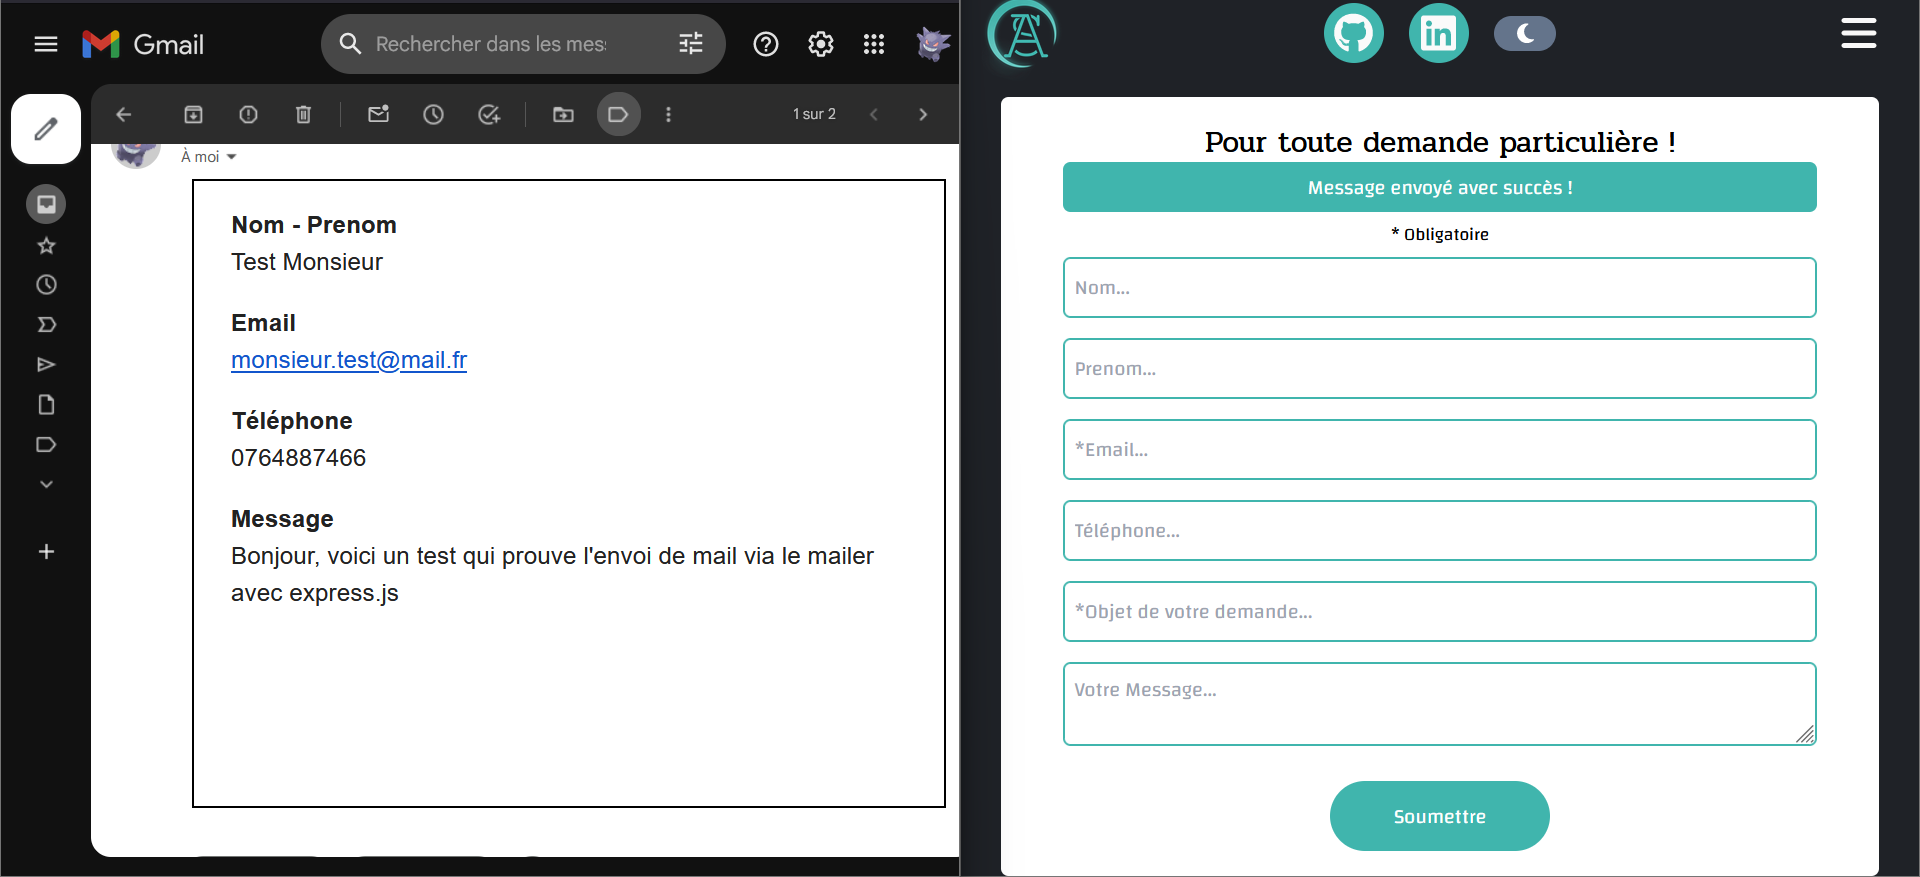 Gmail
Rechercher dans les mes
1 sur 2
À moi
Nom - Prenom
Test Monsieur
Email
monsieur.test@mail.fr
Téléphone
0764887466
Message
Bonjour, voici un test qui prouve l'envoi de mail via le mailer
avec express.js
Pour toute demande particulière !
Message envoyé avec succès !
* Obligatoire
Nom...
Prenom...
*Email...
Téléphone...
*Objet de votre demande...
Votre Message...
Soumettre